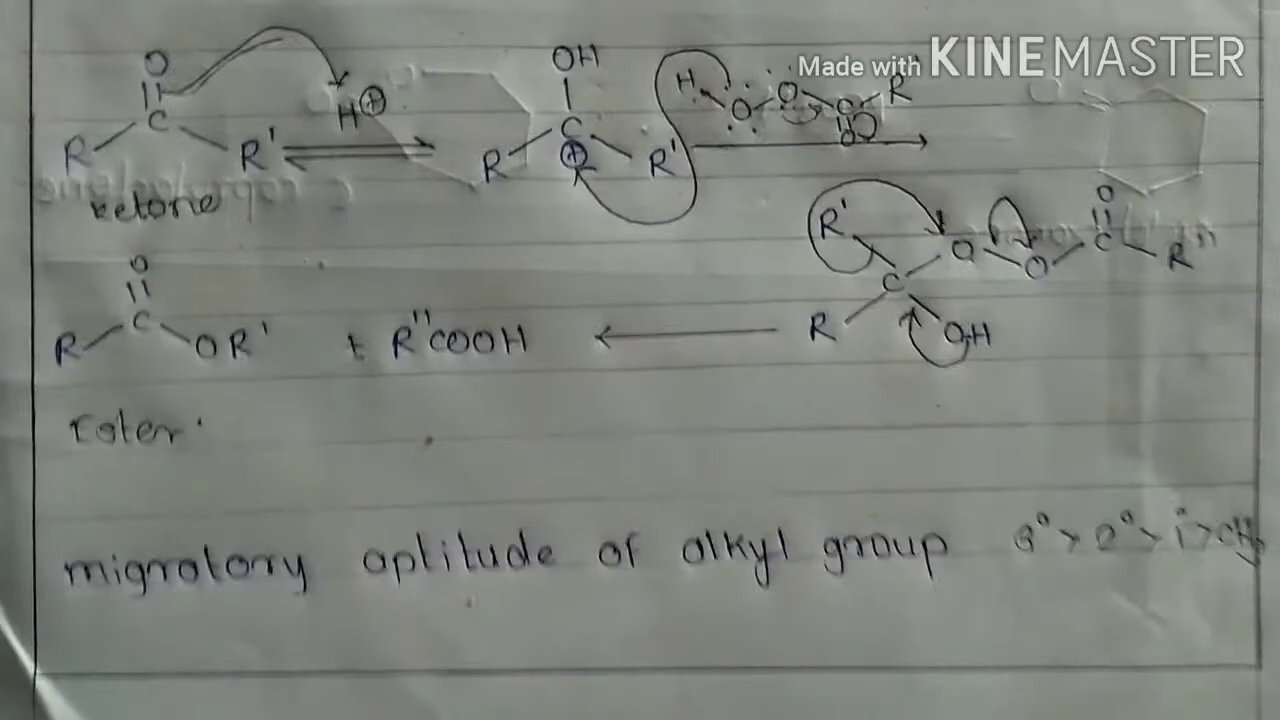 Made with KINEMASTER
O OH H O O C R
R C R' H⊕ R C R' O
⊕ R
ketone
R' O O C R" O
R C OH
O
R C OR' + R"COOH
Ester.
migratory aptitude of alkyl group 3° > 2° > 1° > CH3